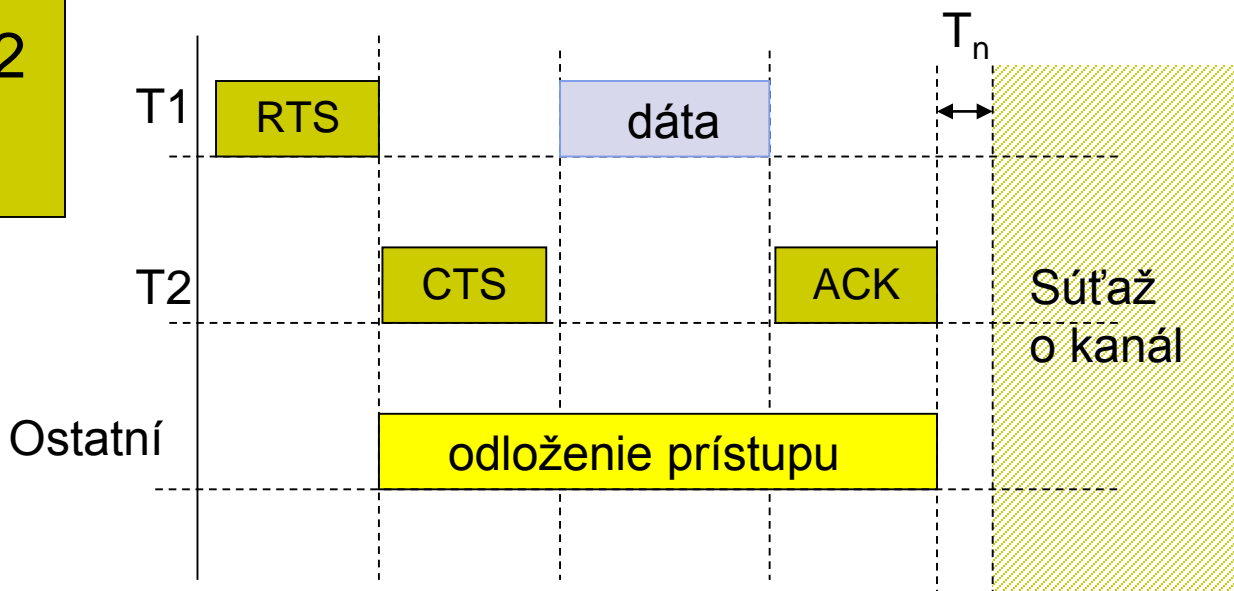 2
T1
RTS
dáta
Tn
T2
CTS
ACK
Súťaž
o kanál
Ostatní
odloženie prístupu